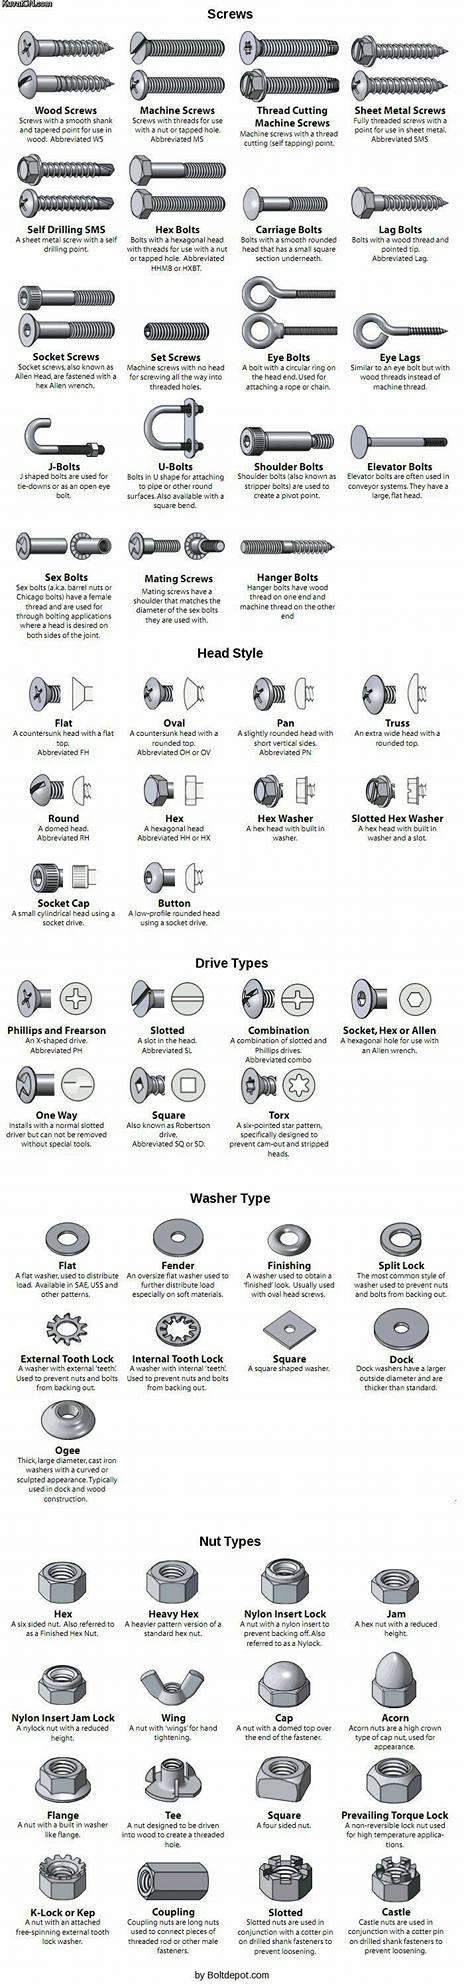 KuvatON.com
Screws
Wood Screws
Screws with a smooth shank
and tapered point for use in
wood. Abbreviated WS
Machine Screws
Screws with threads for use
with a nut or tapped hole.
Abbreviated MS
Thread Cutting
Machine Screws
Machine screws with a thread
cutting (self tapping) point.
Sheet Metal Screws
Fully threaded screws with a
point for use in sheet metal.
Abbreviated SMS
Self Drilling SMS
A sheet metal screw with a self
drilling point.
Hex Bolts
Bolts with a hexagonal head
with threads for use with a nut
or tapped hole. Abbreviated
HHMB or HXBT.
Carriage Bolts
Bolts with a smooth rounded
head that has a small square
section underneath.
Lag Bolts
Bolts with a wood thread and
pointed tip.
Abbreviated Lag.
Socket Screws
Socket screws, also known as
Allen Head, are fastened with a
hex Allen wrench.
Set Screws
Machine screws with no head
for screwing all the way into
threaded holes.
Eye Bolts
A bolt with a circular ring on
the head end. Used for
attaching a rope or chain.
Eye Lags
Similar to an eye bolt but with
wood threads instead of
machine thread.
J-Bolts
J shaped bolts are used for
tie-downs or as an open eye
bolt.
U-Bolts
Bolts in U shape for attaching
to pipe or other round
surfaces. Also available with a
square bend.
Shoulder Bolts
Shoulder bolts (also known as
stripper bolts) are used to
create a pivot point.
Elevator Bolts
Elevator bolts are often used in
conveyor systems. They have a
large, flat head.
Sex Bolts
Sex bolts (a.k.a. barrel nuts or
Chicago bolts) have a female
thread and are used for
through bolting applications
where a head is desired on
both sides of the joint.
Mating Screws
Mating screws have a
shoulder that matches the
diameter of the sex bolts
they are used with.
Hanger Bolts
Hanger bolts have wood
thread on one end and
machine thread on the other
end
Head Style
Flat
A countersunk head with a flat
top.
Abbreviated FH
Oval
A countersunk head with a
rounded top.
Abbreviated OH or OV
Pan
A slightly rounded head with
short vertical sides.
Abbreviated PN
Truss
An extra wide head with a
rounded top.
Round
A domed head.
Abbreviated RH
Hex
A hexagonal head
Abbreviated HH or HX
Hex Washer
A hex head with built in
washer.
Slotted Hex Washer
A hex head with built in
washer and a slot.
Socket Cap
A small cylindrical head using a
socket drive.
Button
A low-profile rounded head
using a socket drive.
Drive Types
Phillips and Frearson
An X-shaped drive.
Abbreviated PH
Slotted
A slot in the head.
Abbreviated SL
Combination
A combination of slotted and
Phillips drives.
Abbreviated combo
Socket, Hex or Allen
A hexagonal hole for use with
an Allen wrench.
One Way
Installs with a normal slotted
driver but can not be removed
without special tools.
Square
Also known as Robertson
drive.
Abbreviated SQ or SD.
Torx
A six-pointed star pattern,
specifically designed to
prevent cam-out and stripped
heads.
Washer Type
Flat
A flat washer, used to distribute
load. Available in SAE, USS and
other patterns.
Fender
An oversize flat washer used to
further distribute load
especially on soft materials.
Finishing
A washer used to obtain a
'finished' look. Usually used
with oval head screws.
Split Lock
The most common style of
washer used to prevent nuts
and bolts from backing out.
External Tooth Lock
A washer with external 'teeth'.
Used to prevent nuts and bolts
from backing out.
Internal Tooth Lock
A washer with internal 'teeth'.
Used to prevent nuts and bolts
from backing out.
Square
A square shaped washer.
Dock
Dock washers have a larger
outside diameter and are
thicker than standard.
Ogee
Thick, large diameter, cast iron
washers with a curved or
sculpted appearance. Typically
used in dock and wood
construction.
Nut Types
Hex
A six sided nut. Also referred to
as a Finished Hex Nut.
Heavy Hex
A heavier pattern version of a
standard hex nut.
Nylon Insert Lock
A nut with a nylon insert to
prevent backing off. Also
referred to as a Nylock.
Jam
A hex nut with a reduced
height.
Nylon Insert Jam Lock
A nylock nut with a reduced
height.
Wing
A nut with 'wings' for hand
tightening.
Cap
A nut with a domed top over
the end of the fastener.
Acorn
Acorn nuts are a high crown
type of cap nut, used for
appearance.
Flange
A nut with a built in washer
like flange.
Tee
A nut designed to be driven
into wood to create a threaded
hole.
Square
A four sided nut.
Prevailing Torque Lock
A non-reversible lock nut used
for high temperature applica-
tions.
K-Lock or Kep
A nut with an attached
free-spinning external tooth
lock washer.
Coupling
Coupling nuts are long nuts
used to connect pieces of
threaded rod or other male
fasteners.
Slotted
Slotted nuts are used in
conjunction with a cotter pin
on drilled shank fasteners to
prevent loosening.
Castle
Castle nuts are used in
conjunction with a cotter pin
on drilled shank fasteners to
prevent loosening.
by Boltdepot.com